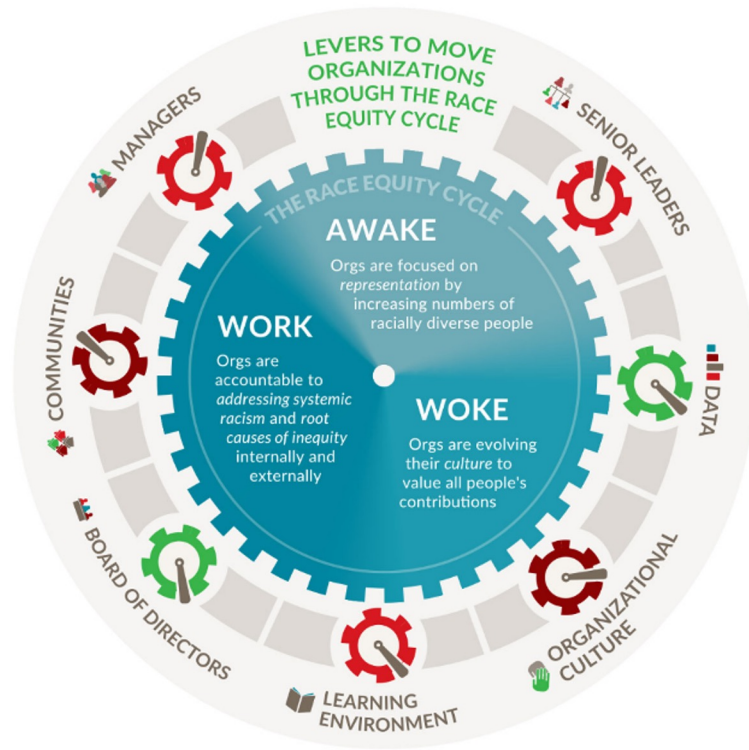 LEVERS TO MOVE
ORGANIZATIONS
THROUGH THE RACE
EQUITY CYCLE
SENIOR LEADERS
DATA
ORGANIZATIONAL
CULTURE
LEARNING
ENVIRONMENT
BOARD OF DIRECTORS
COMMUNITIES
MANAGERS
THE RACE EQUITY CYCLE
AWAKE
Orgs are focused on
representation by
increasing numbers of
racially diverse people
WOKE
Orgs are evolving
their culture to
value all people's
contributions
WORK
Orgs are
accountable to
addressing systemic
racism and root
causes of inequity
internally and
externally